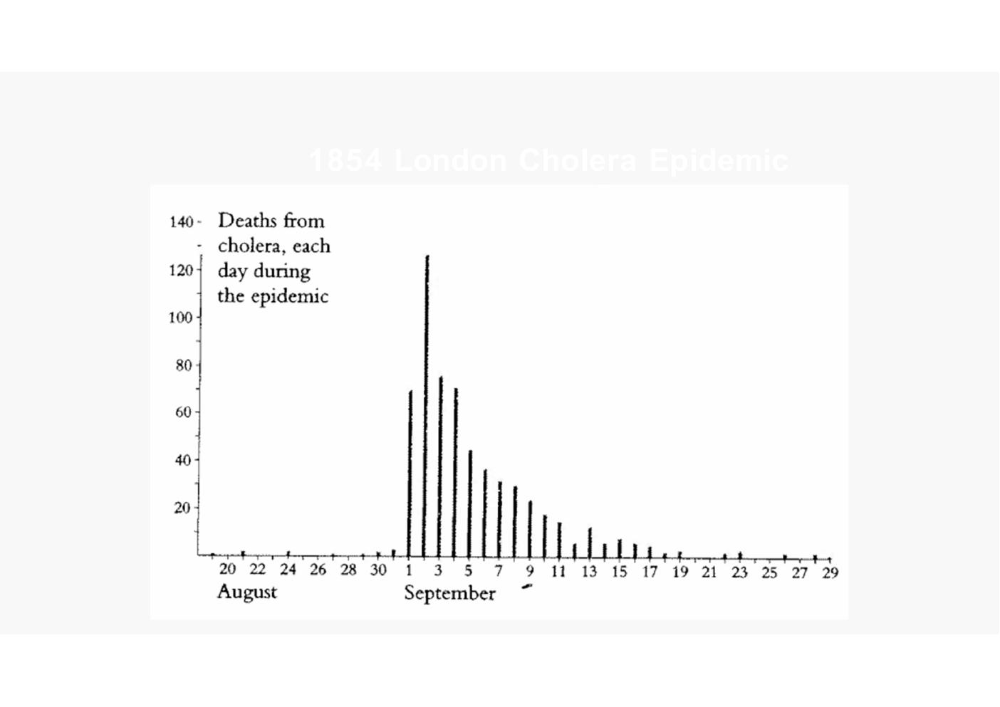 1854 London Cholera Epidemic
Deaths from
cholera, each
day during
the epidemic
140
120
100
80
60
40
20
20 22 24 26 28 30 1 3 5 7 9 11 13 15 17 19 21 23 25 27 29
August September